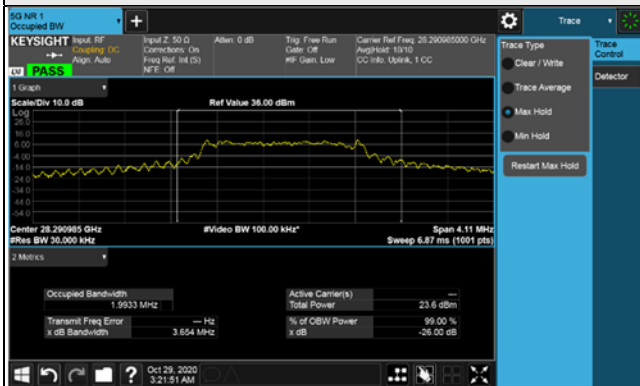 5G NR 1
Occupied BW
Trace
KEYSIGHT
Input: RF
Coupling: DC
Align: Auto
Input Z: 50 Ω
Corrections: On
Freq Ref: Int (S)
NFE: Off
Atten: 0 dB
Trig: Free Run
Gate: Off
#IF Gain: Low
Carrier Ref Freq: 28.290985000 GHz
Avg|Hold: 10/10
CC Info: Uplink, 1 CC
PASS
1 Graph
Scale/Div 10.0 dB
Ref Value 36.00 dBm
Log
26.0
16.0
6.00
-4.00
-14.0
-24.0
-34.0
-44.0
-54.0
Center 28.290985 GHz
#Video BW 100.00 kHz*
Span 4.11 MHz
#Res BW 30.000 kHz
Sweep 6.87 ms (1001 pts)
2 Metrics
Occupied Bandwidth
1.9933 MHz
Transmit Freq Error
--- Hz
x dB Bandwidth
3.654 MHz
Active Carrier(s)
---
Total Power
23.6 dBm
% of OBW Power
99.00 %
x dB
-26.00 dB
Oct 29, 2020
3:21:51 AM
Trace Type
Clear / Write
Trace Average
Max Hold
Min Hold
Restart Max Hold
Trace
Control
Detector